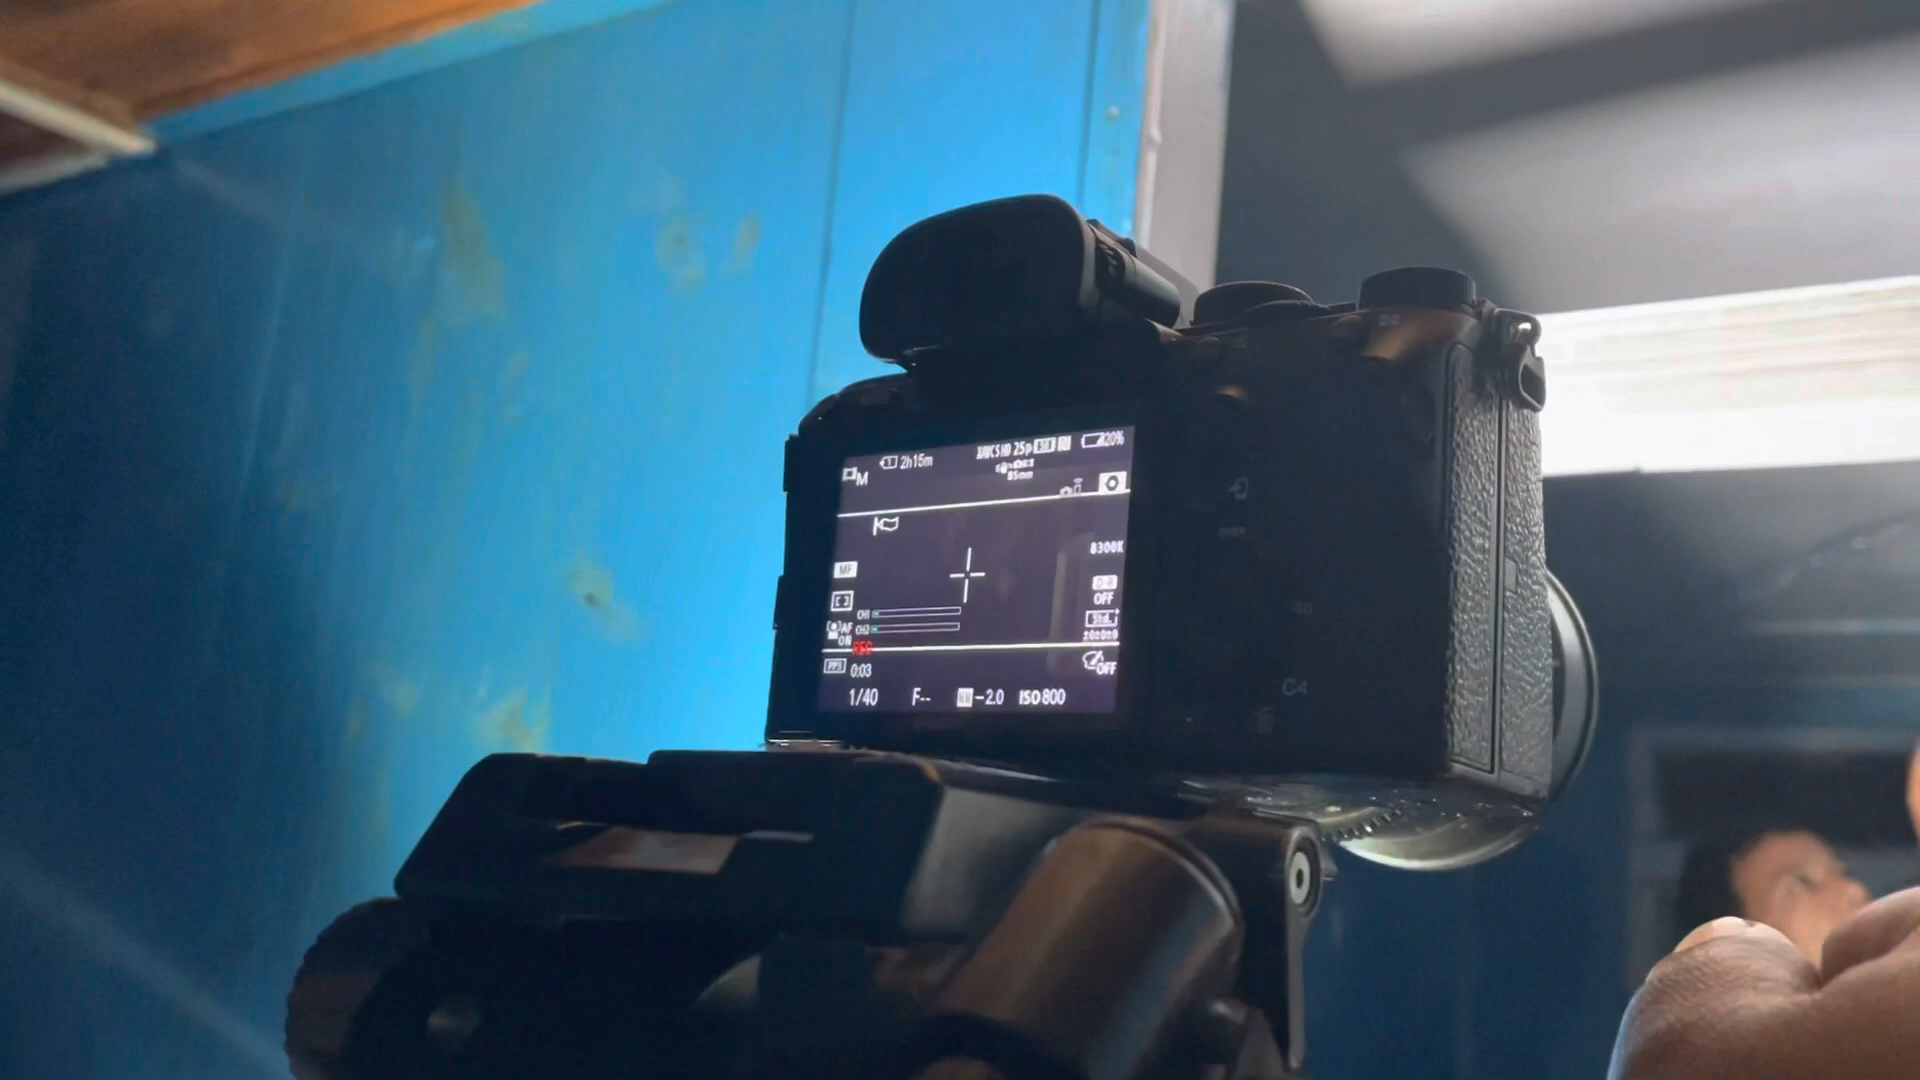 2h15m XAVC S HD 25p 20%
M
85mm
8300K
MF
OFF
CH1
AF CH2
ON
Std.
REC
0:03
OFF
1/40 F-- -2.0 ISO 800
C4